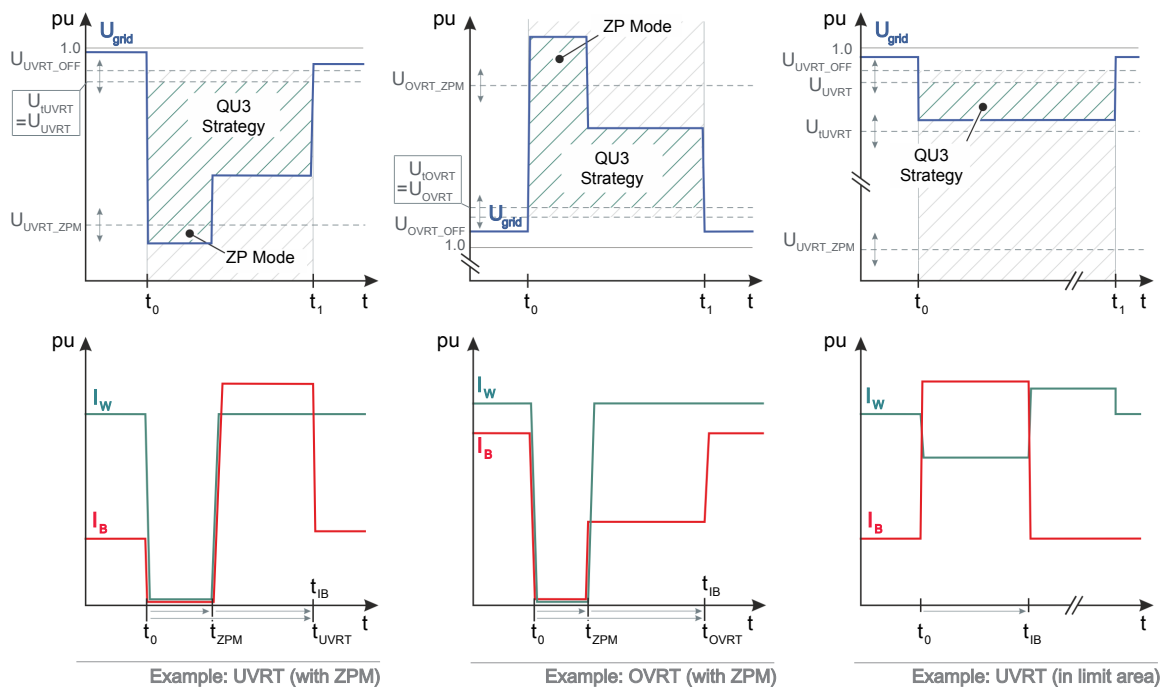 pu
U_grid
1.0
U_UVRT_OFF
U_tUVRT
=U_UVRT
QU3
Strategy
U_UVRT_ZPM
ZP Mode
t_0
t_1
t
pu
ZP Mode
U_OVRT_ZPM
QU3
Strategy
U_tOVRT
=U_OVRT
U_grid
U_OVRT_OFF
1.0
t_0
t_1
t
pu
U_grid
1.0
U_UVRT_OFF
U_UVRT
U_tUVRT
QU3
Strategy
U_UVRT_ZPM
t_0
t_1
t
pu
I_W
I_B
t_IB
t_0
t_ZPM
t_UVRT
t
Example: UVRT (with ZPM)
pu
I_W
I_B
t_IB
t_0
t_ZPM
t_OVRT
t
Example: OVRT (with ZPM)
pu
I_W
I_B
t_0
t_IB
t
Example: UVRT (in limit area)